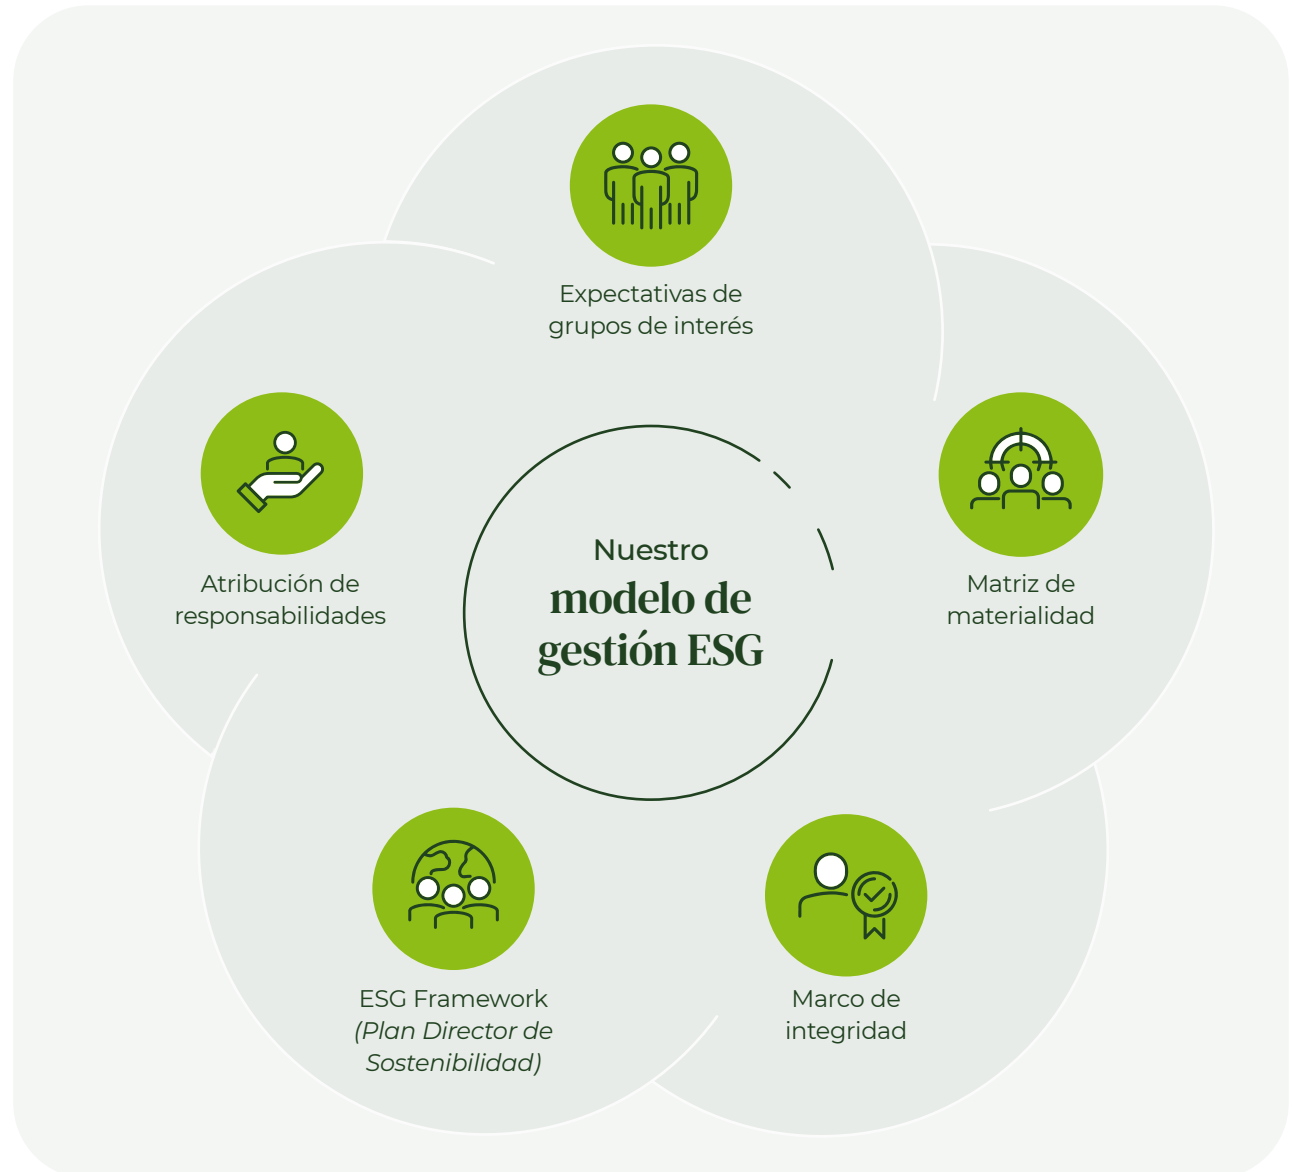 Expectativas de
grupos de interés
Atribución de
responsabilidades
Nuestro
modelo de
gestión ESG
Matriz de
materialidad
ESG Framework
(Plan Director de
Sostenibilidad)
Marco de
integridad